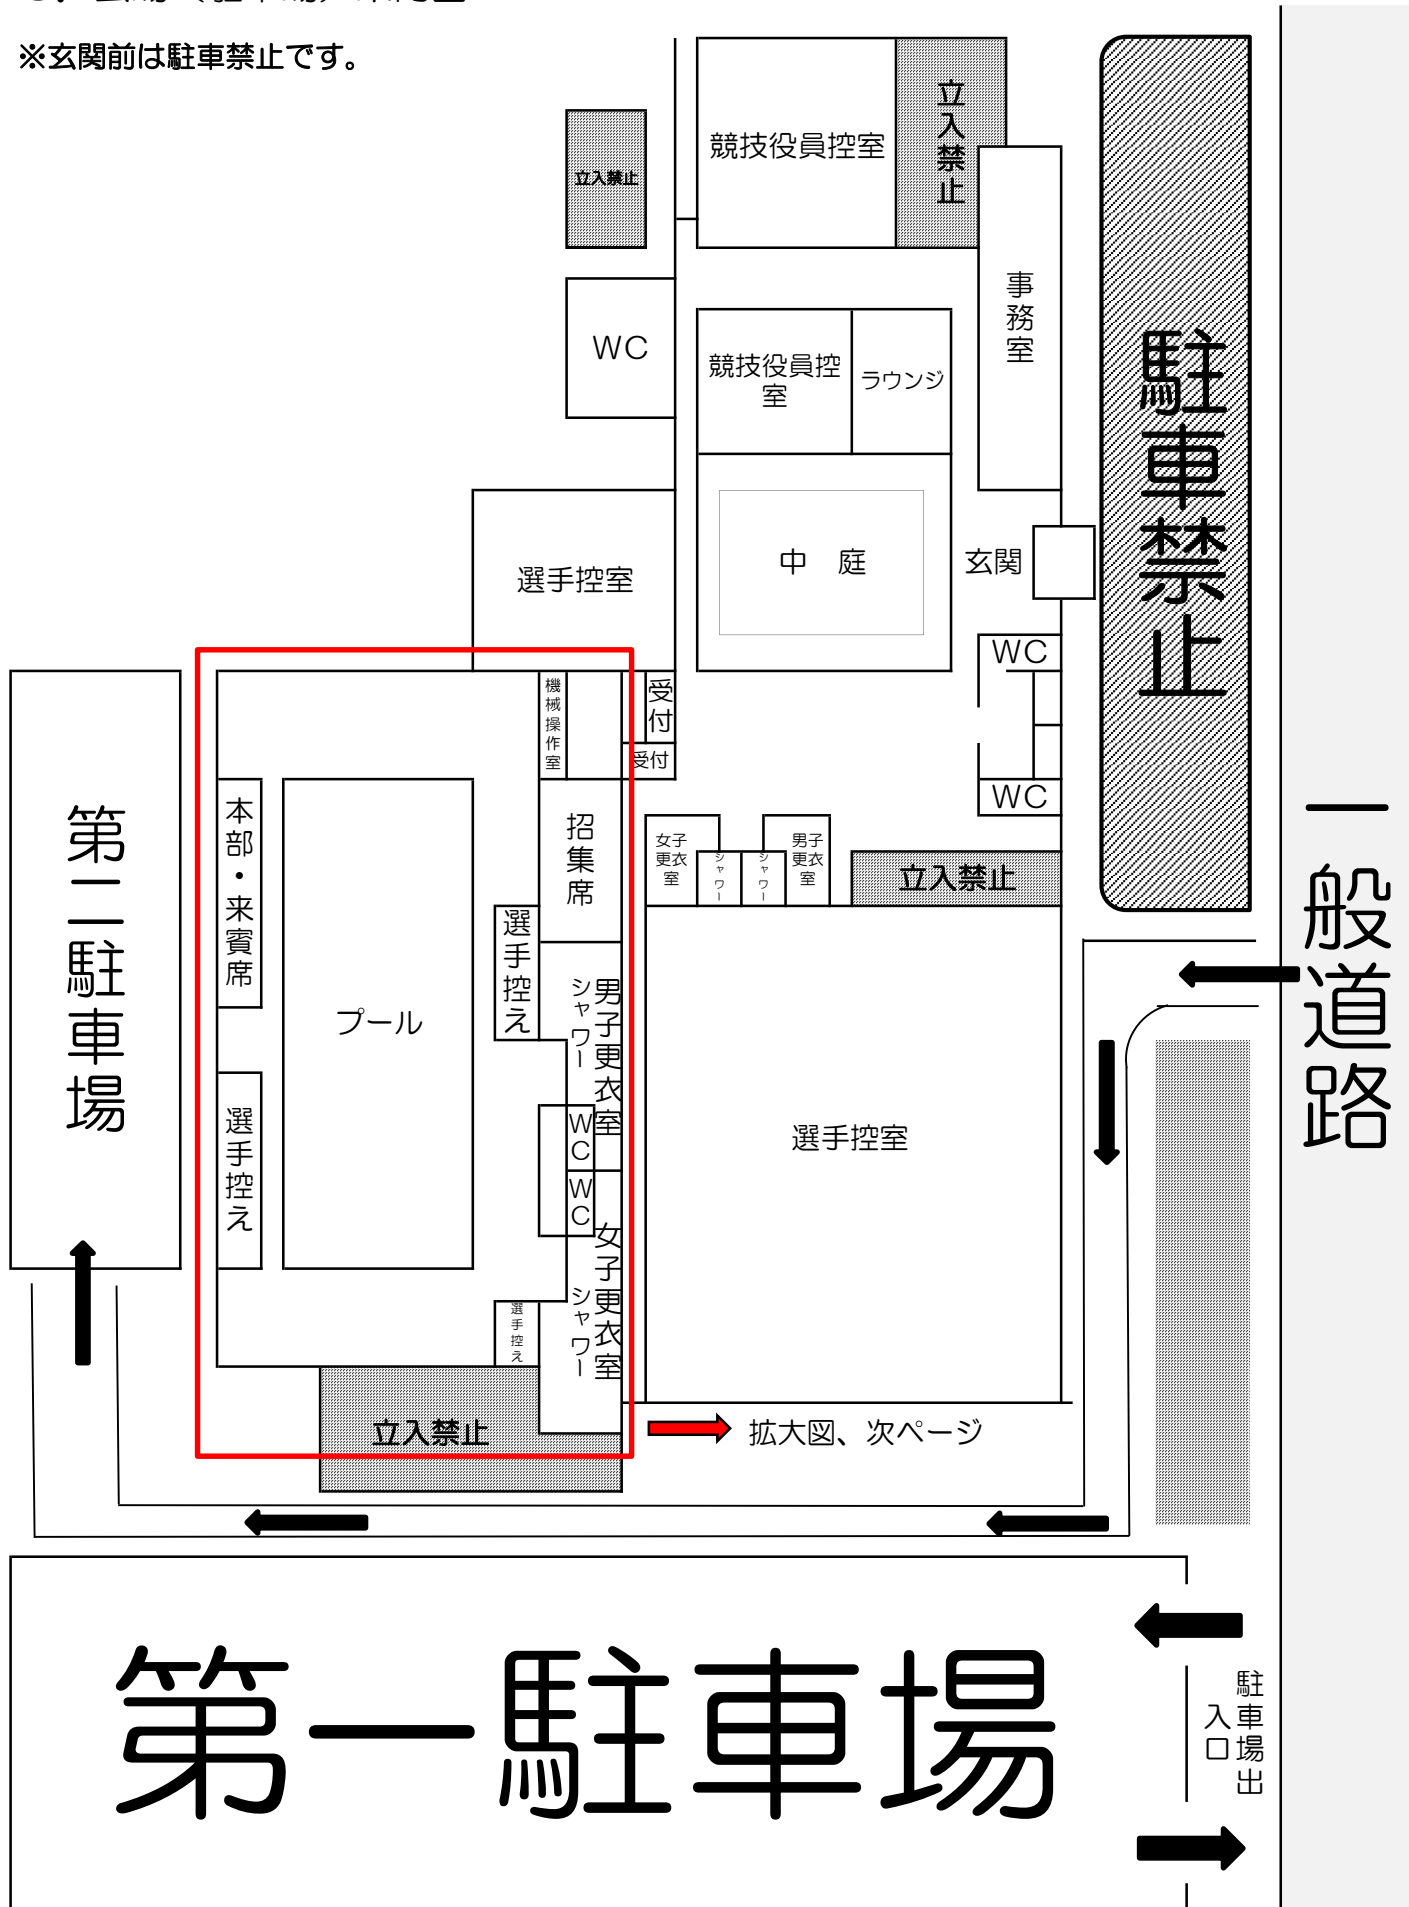 ※玄関前は駐車禁止です。
競技役員控室
立入禁止
立入禁止
事務室
WC
競技役員控
室
ラウンジ
駐車禁止
中　庭
玄関
選手控室
WC
機械操作室
受付
受付
WC
第二駐車場
本部・来賓席
招集席
女子
更衣
室
シャワー
シャワー
男子
更衣
室
立入禁止
一般道路
選手控え
プール
男子更衣室
シャワー
選手控え
WC
WC
選手控室
女子更衣室
シャワー
選手控え
立入禁止
拡大図、次ページ
第一駐車場
駐車場出
入口